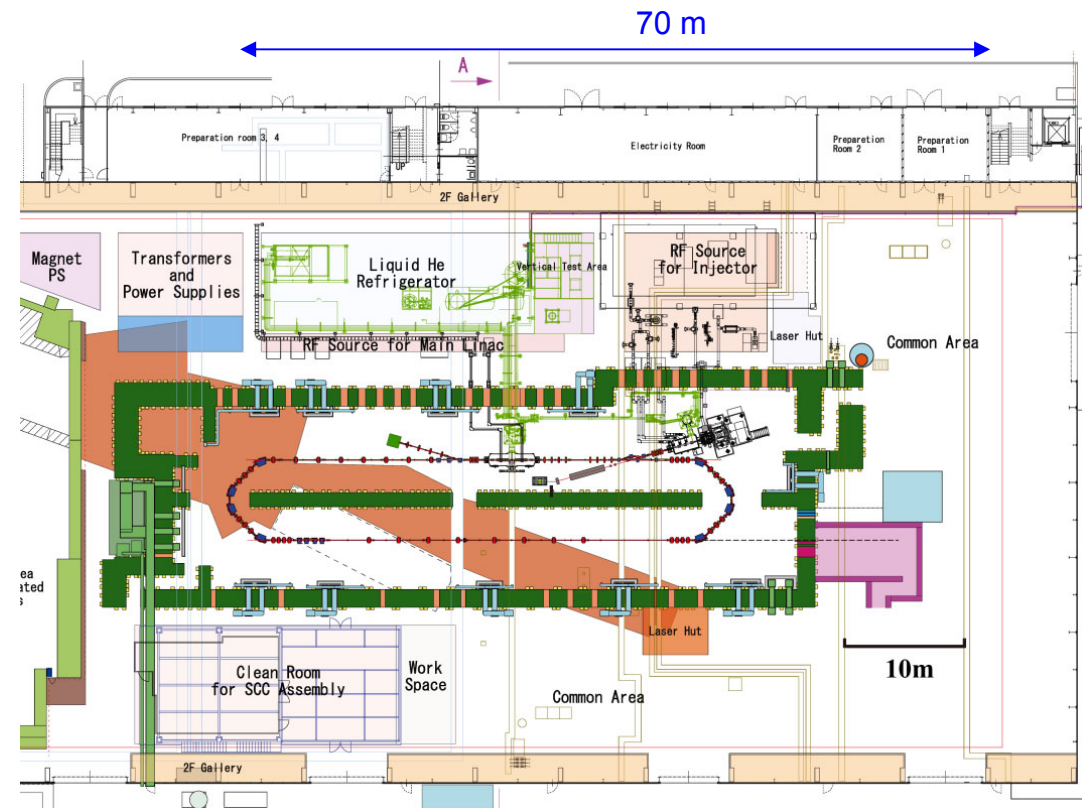 70 m
A
Preparation room 3, 4
UP
Electricity Room
Preparetion
Room 2
Preparation
Room 1
2F Gallery
Magnet
PS
Transformers
and
Power Supplies
Liquid He
Refrigerator
Vertical Test Area
RF Source
for Injector
Laser Hut
RF Source for Main Linac
Common Area
ea
ated
s
Laser Hut
10m
Clean Room
for SCC Assembly
Work
Space
Common Area
2F Gallery